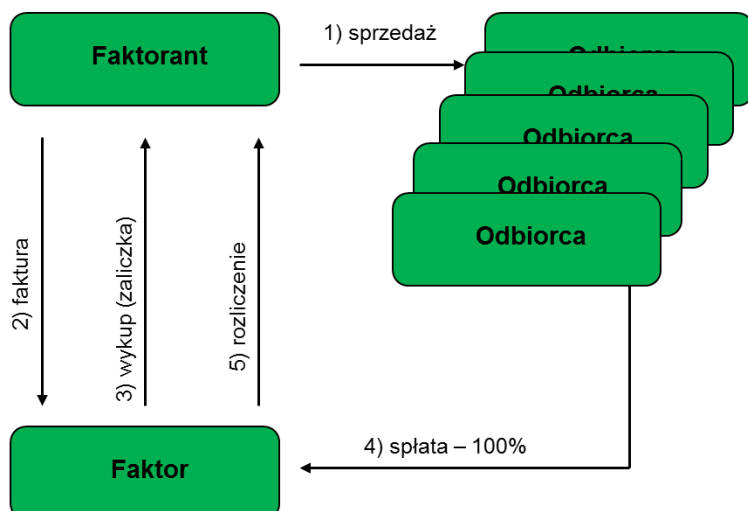 Faktorant
1) sprzedaż
Odbiorca
Odbiorca
Odbiorca
Odbiorca
Odbiorca
2) faktura
3) wykup (zaliczka)
5) rozliczenie
4) spłata – 100%
Faktor